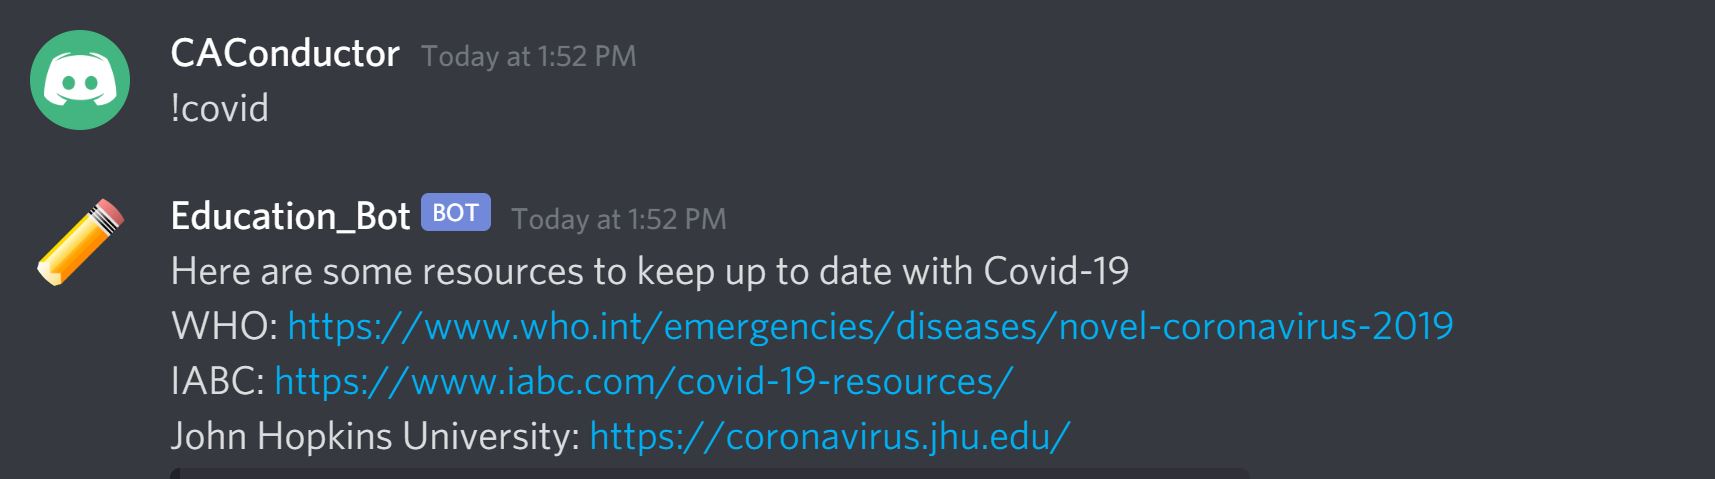 CAConductor Today at 1:52 PM
!covid
Education_Bot BOT Today at 1:52 PM
Here are some resources to keep up to date with Covid-19
WHO: https://www.who.int/emergencies/diseases/novel-coronavirus-2019
IABC: https://www.iabc.com/covid-19-resources/
John Hopkins University: https://coronavirus.jhu.edu/